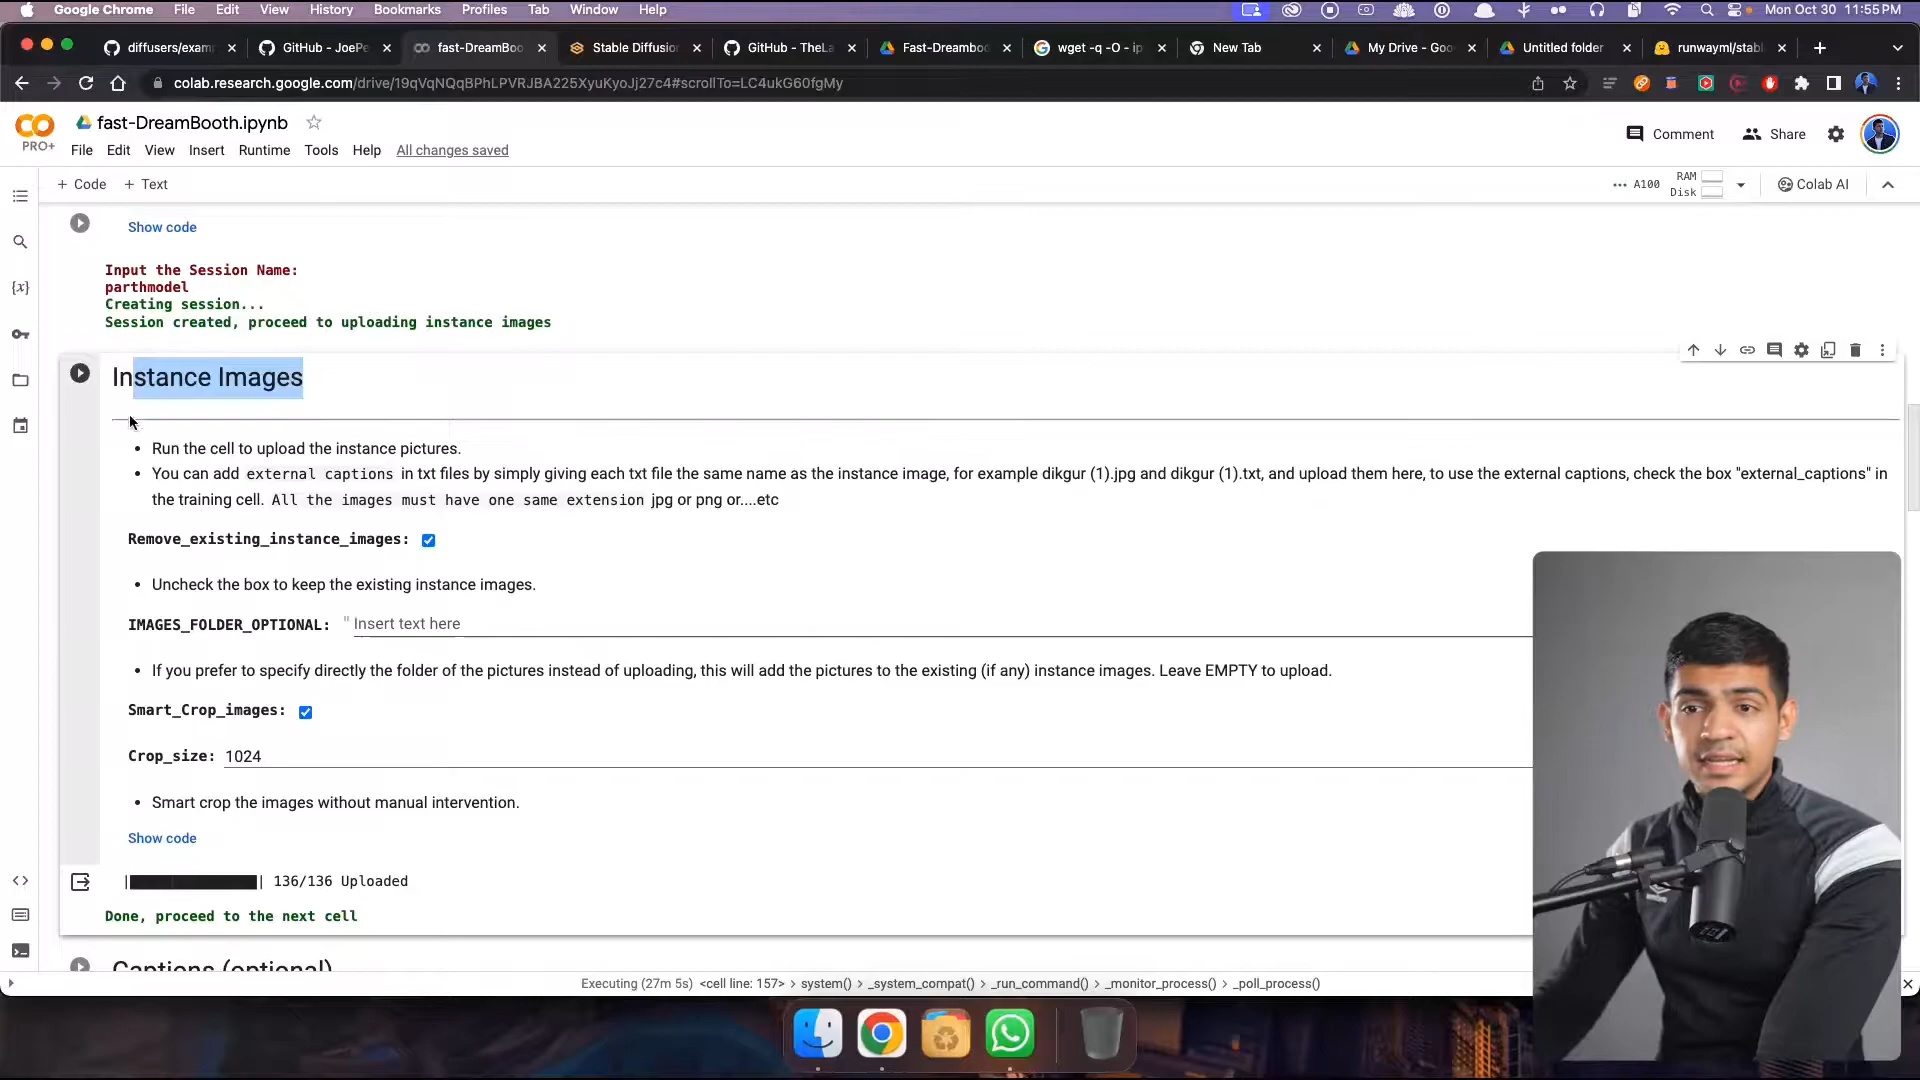 Google Chrome File Edit View History Bookmarks Profiles Tab Window Help Mon Oct 30 11:55 PM
diffusers/exam GitHub - JoePe fast-DreamBoo Stable Diffusion GitHub - TheLa Fast-Dreambo wget -q -O - ip New Tab My Drive - Goo Untitled folder runwayml/stabl
colab.research.google.com/drive/19qVqNQqBPhLPVRJBA225XyuKyoJj27c4#scrollTo=LC4ukG60fgMy
CO
PRO+
fast-DreamBooth.ipynb
Comment Share
File Edit View Insert Runtime Tools Help All changes saved
+ Code + Text
A100 RAM Disk Colab AI
Show code
Input the Session Name:
parthmodel
Creating session...
Session created, proceed to uploading instance images
Instance Images
• Run the cell to upload the instance pictures.
• You can add external captions in txt files by simply giving each txt file the same name as the instance image, for example dikgur (1).jpg and dikgur (1).txt, and upload them here, to use the external captions, check the box "external_captions" in
the training cell. All the images must have one same extension jpg or png or....etc
Remove_existing_instance_images:
• Uncheck the box to keep the existing instance images.
IMAGES_FOLDER_OPTIONAL: " Insert text here
• If you prefer to specify directly the folder of the pictures instead of uploading, this will add the pictures to the existing (if any) instance images. Leave EMPTY to upload.
Smart_Crop_images:
Crop_size: 1024
• Smart crop the images without manual intervention.
Show code
136/136 Uploaded
Done, proceed to the next cell
Captions (optional)
Executing (27m 5s) <cell line: 157> > system() > _system_compat() > _run_command() > _monitor_process() > _poll_process()